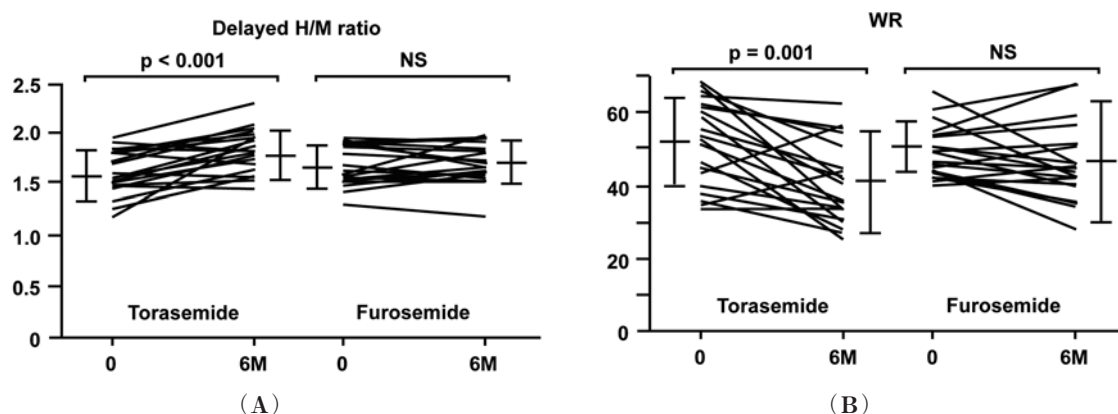 Delayed H/M ratio
p < 0.001
NS
2.5
2.0
1.5
1.0
0.5
0
Torasemide
Furosemide
0
6M
0
6M
(A)
WR
p = 0.001
NS
60
40
20
0
Torasemide
Furosemide
0
6M
0
6M
(B)